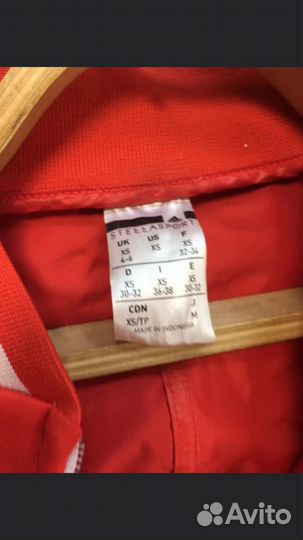 STELLASPORT
UK US F
XS XS XS
4-6 32-34
D I E
XS XS XS
30-32 36-38 30-32
CDN J
XS/TP M
MADE IN INDONESIA
Avito